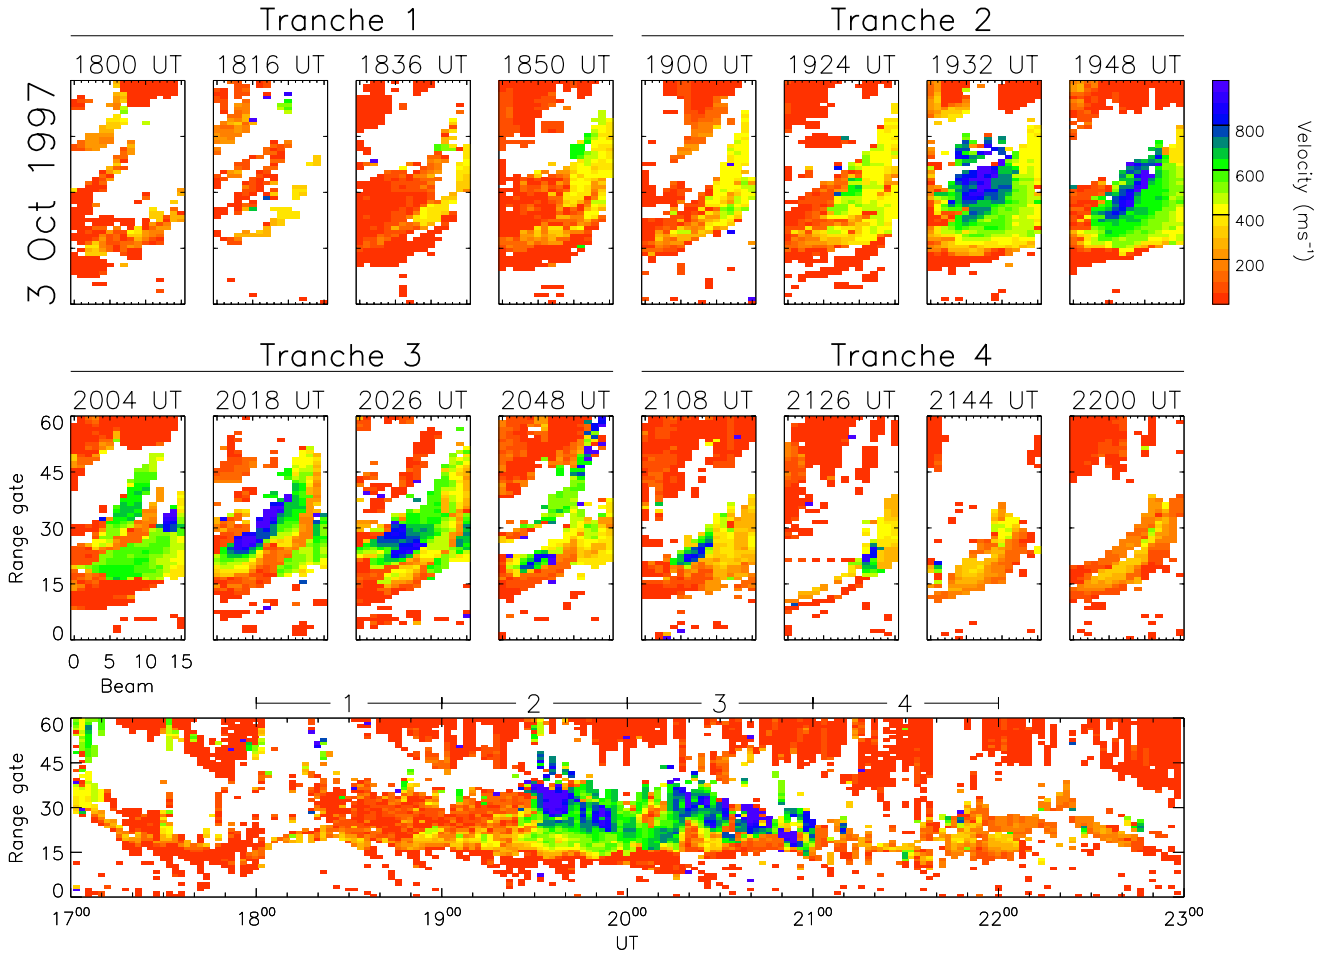 Tranche 1 Tranche 2
1800 UT 1816 UT 1836 UT 1850 UT 1900 UT 1924 UT 1932 UT 1948 UT
3 Oct 1997
800
600
400
200
Velocity (ms⁻¹)
Tranche 3 Tranche 4
2004 UT 2018 UT 2026 UT 2048 UT 2108 UT 2126 UT 2144 UT 2200 UT
60
45
30
15
0
Range gate
0 5 10 15
Beam
1 2 3 4
60
45
30
15
0
Range gate
17⁰⁰ 18⁰⁰ 19⁰⁰ 20⁰⁰ 21⁰⁰ 22⁰⁰ 23⁰⁰
UT